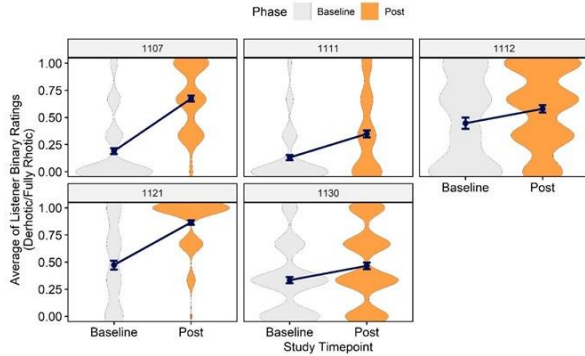 Phase Baseline Post
1107 1111 1112
1.00
0.75
0.50
0.25
0.00
Baseline Post
1121 1130
1.00
0.75
0.50
0.25
0.00
Baseline Post Baseline Post
Study Timepoint
Average of Listener Binary Ratings
(Derhotic/Fully Rhotic)